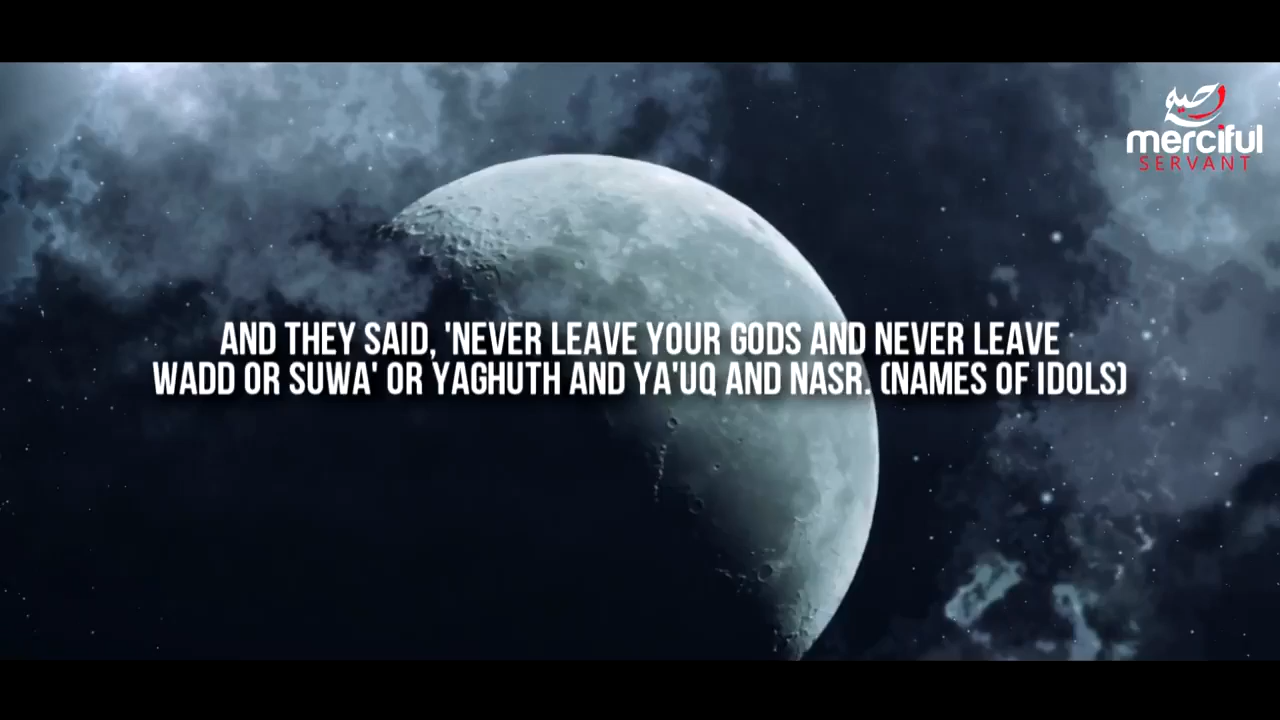 merciful
SERVANT
AND THEY SAID, 'NEVER LEAVE YOUR GODS AND NEVER LEAVE
WADD OR SUWA' OR YAGHUTH AND YA'UQ AND NASR. (NAMES OF IDOLS)